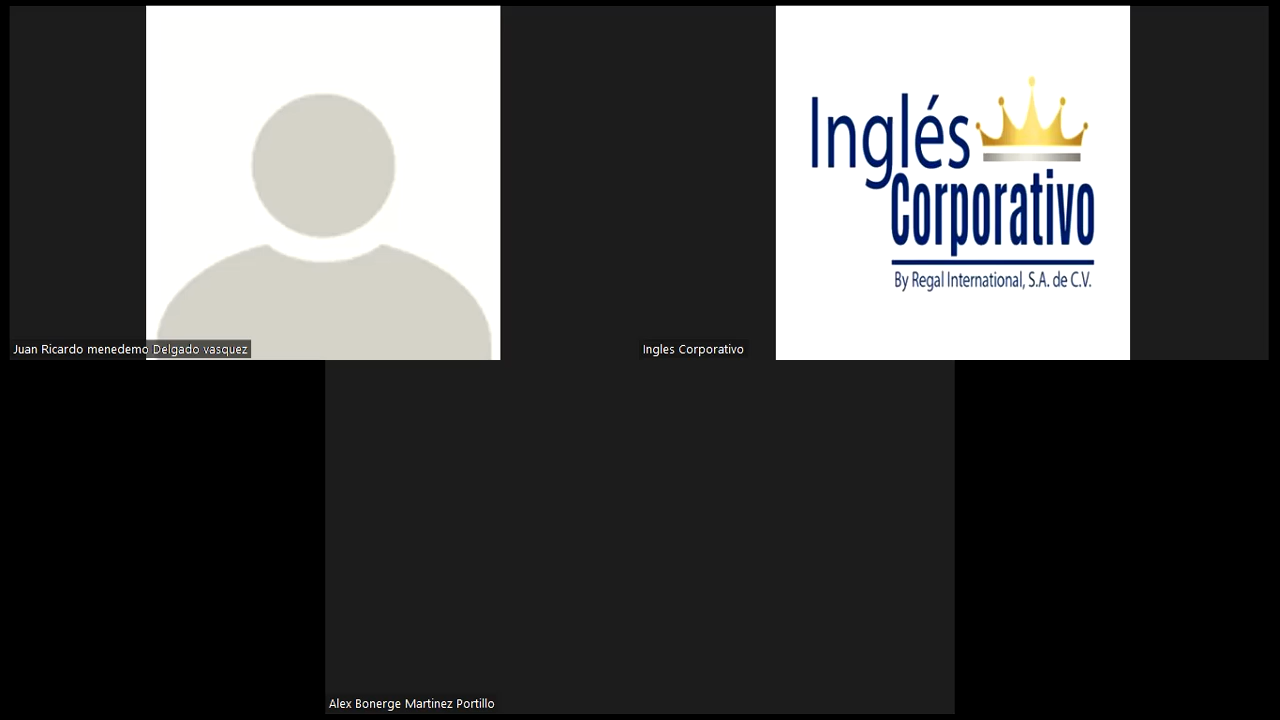 Inglés
Corporativo
By Regal International, S.A. de C.V.
Juan Ricardo menedemo Delgado vasquez
Ingles Corporativo
Alex Bonerge Martinez Portillo